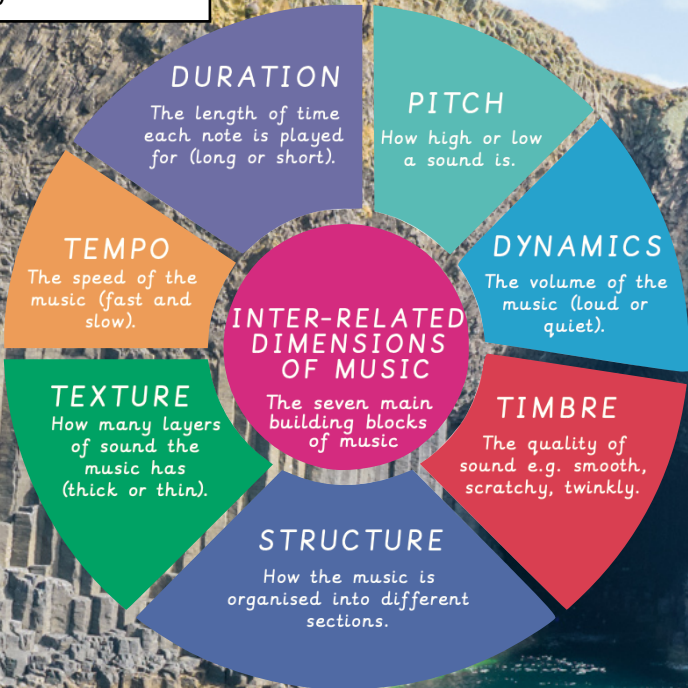 DURATION
The length of time
each note is played
for (long or short).
PITCH
How high or low
a sound is.
DYNAMICS
The volume of the
music (loud or
quiet).
TIMBRE
The quality of
sound e.g. smooth,
scratchy, twinkly.
STRUCTURE
How the music is
organised into different
sections.
TEXTURE
How many layers
of sound the
music has
(thick or thin).
TEMPO
The speed of the
music (fast and
slow).
INTER-RELATED
DIMENSIONS
OF MUSIC
The seven main
building blocks
of music